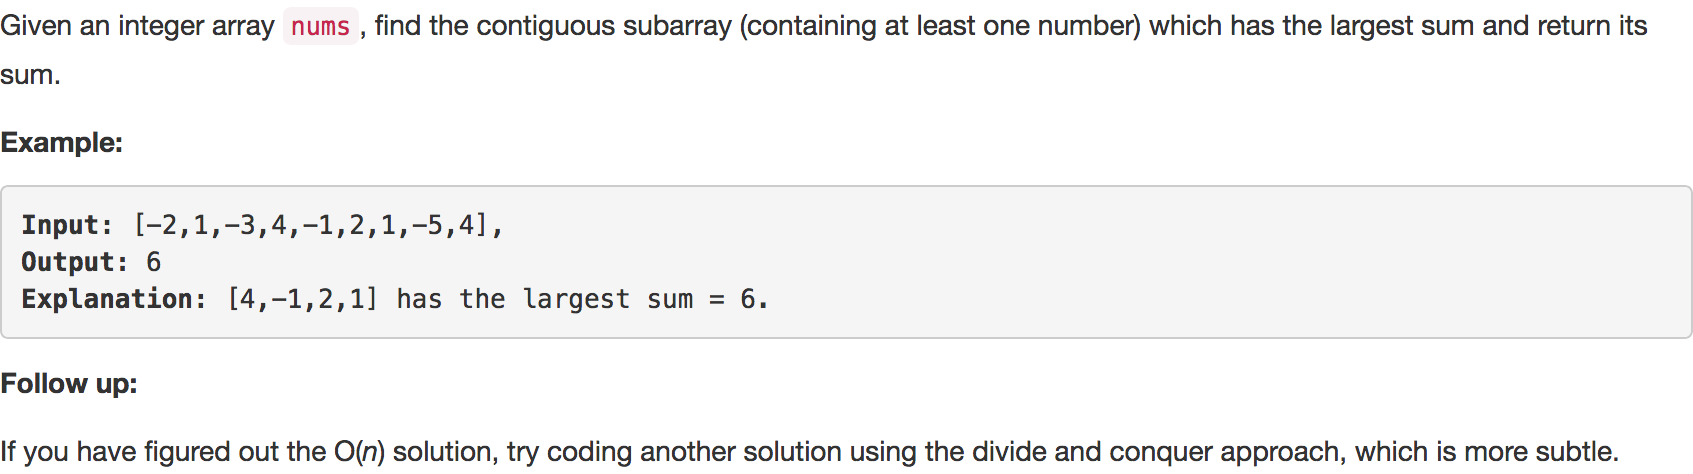 Given an integer array nums, find the contiguous subarray (containing at least one number) which has the largest sum and return its
sum.
Example:
Input: [-2,1,-3,4,-1,2,1,-5,4],
Output: 6
Explanation: [4,-1,2,1] has the largest sum = 6.
Follow up:
If you have figured out the O(n) solution, try coding another solution using the divide and conquer approach, which is more subtle.